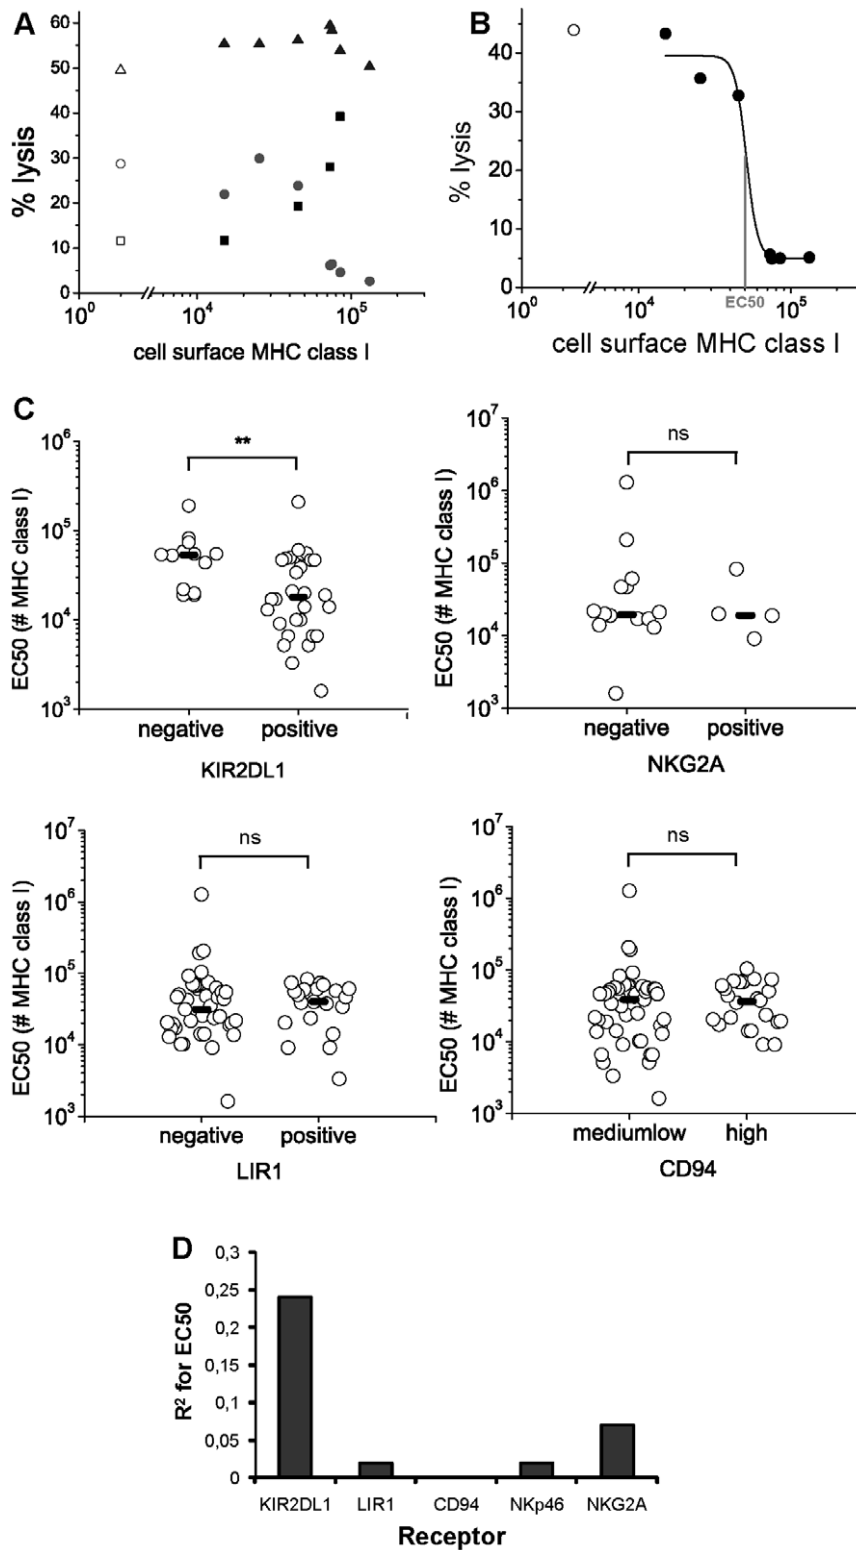 A
60
50
40
30
20
10
0
% lysis
10^0
10^4
10^5
cell surface MHC class I
B
40
30
20
10
0
% lysis
EC50
10^0
10^4
10^5
cell surface MHC class I
C
10^6
10^5
10^4
10^3
EC50 (# MHC class I)
**
negative positive
KIR2DL1
10^7
10^6
10^5
10^4
10^3
EC50 (# MHC class I)
ns
negative positive
NKG2A
10^7
10^6
10^5
10^4
10^3
EC50 (# MHC class I)
ns
negative positive
LIR1
10^7
10^6
10^5
10^4
10^3
EC50 (# MHC class I)
ns
mediumlow high
CD94
D
0,3
0,25
0,2
0,15
0,1
0,05
0
R² for EC50
KIR2DL1 LIR1 CD94 NKp46 NKG2A
Receptor